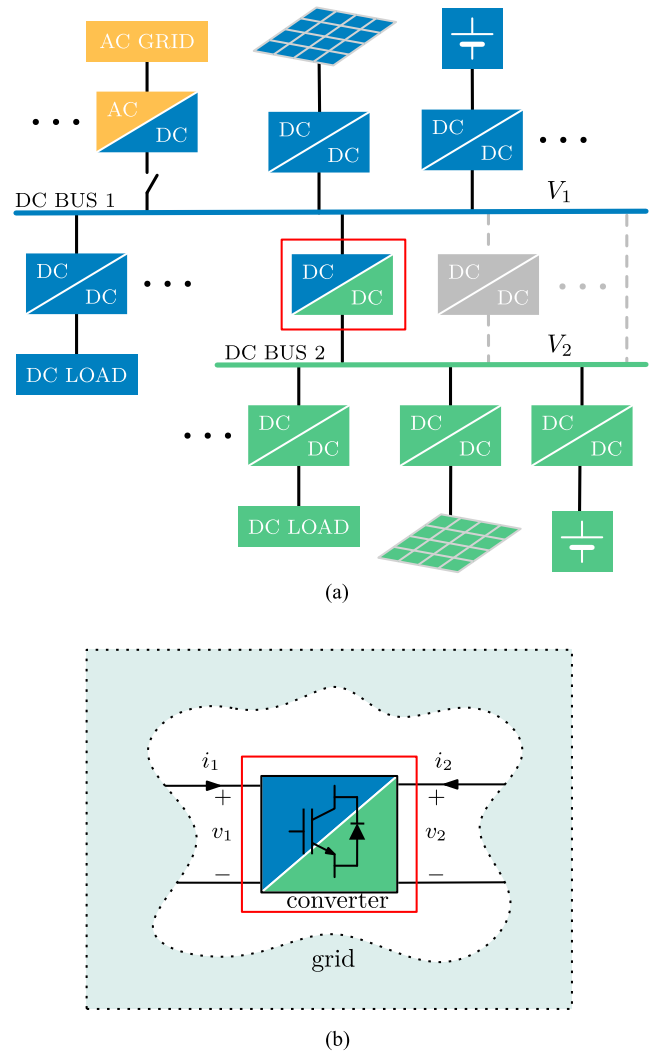 AC GRID
AC
DC
DC
DC
DC
DC
DC BUS 1
V₁
DC
DC
DC
DC
DC
DC
DC LOAD
DC BUS 2
V₂
DC
DC
DC
DC
DC
DC
DC LOAD
(a)
i₁
i₂
+
+
v₁
v₂
−
−
converter
grid
(b)